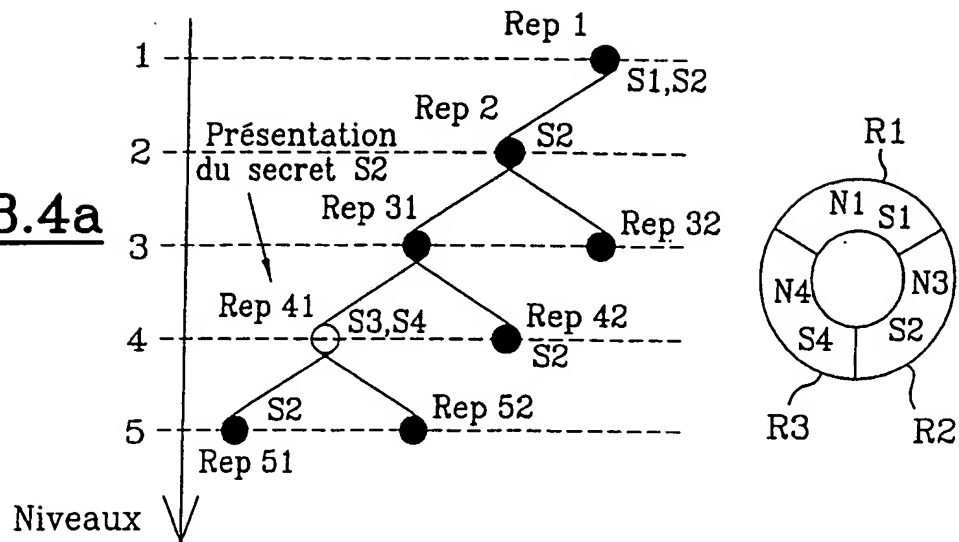 Rep 1
1
S1,S2
Rep 2
S2
Présentation
du secret S2
2
R1
Rep 31
Rep 32
3
3.4a
N1
S1
N4
N3
S4
S2
Rep 41
S3,S4
Rep 42
4
S2
R3
R2
S2
Rep 52
5
Rep 51
Niveaux